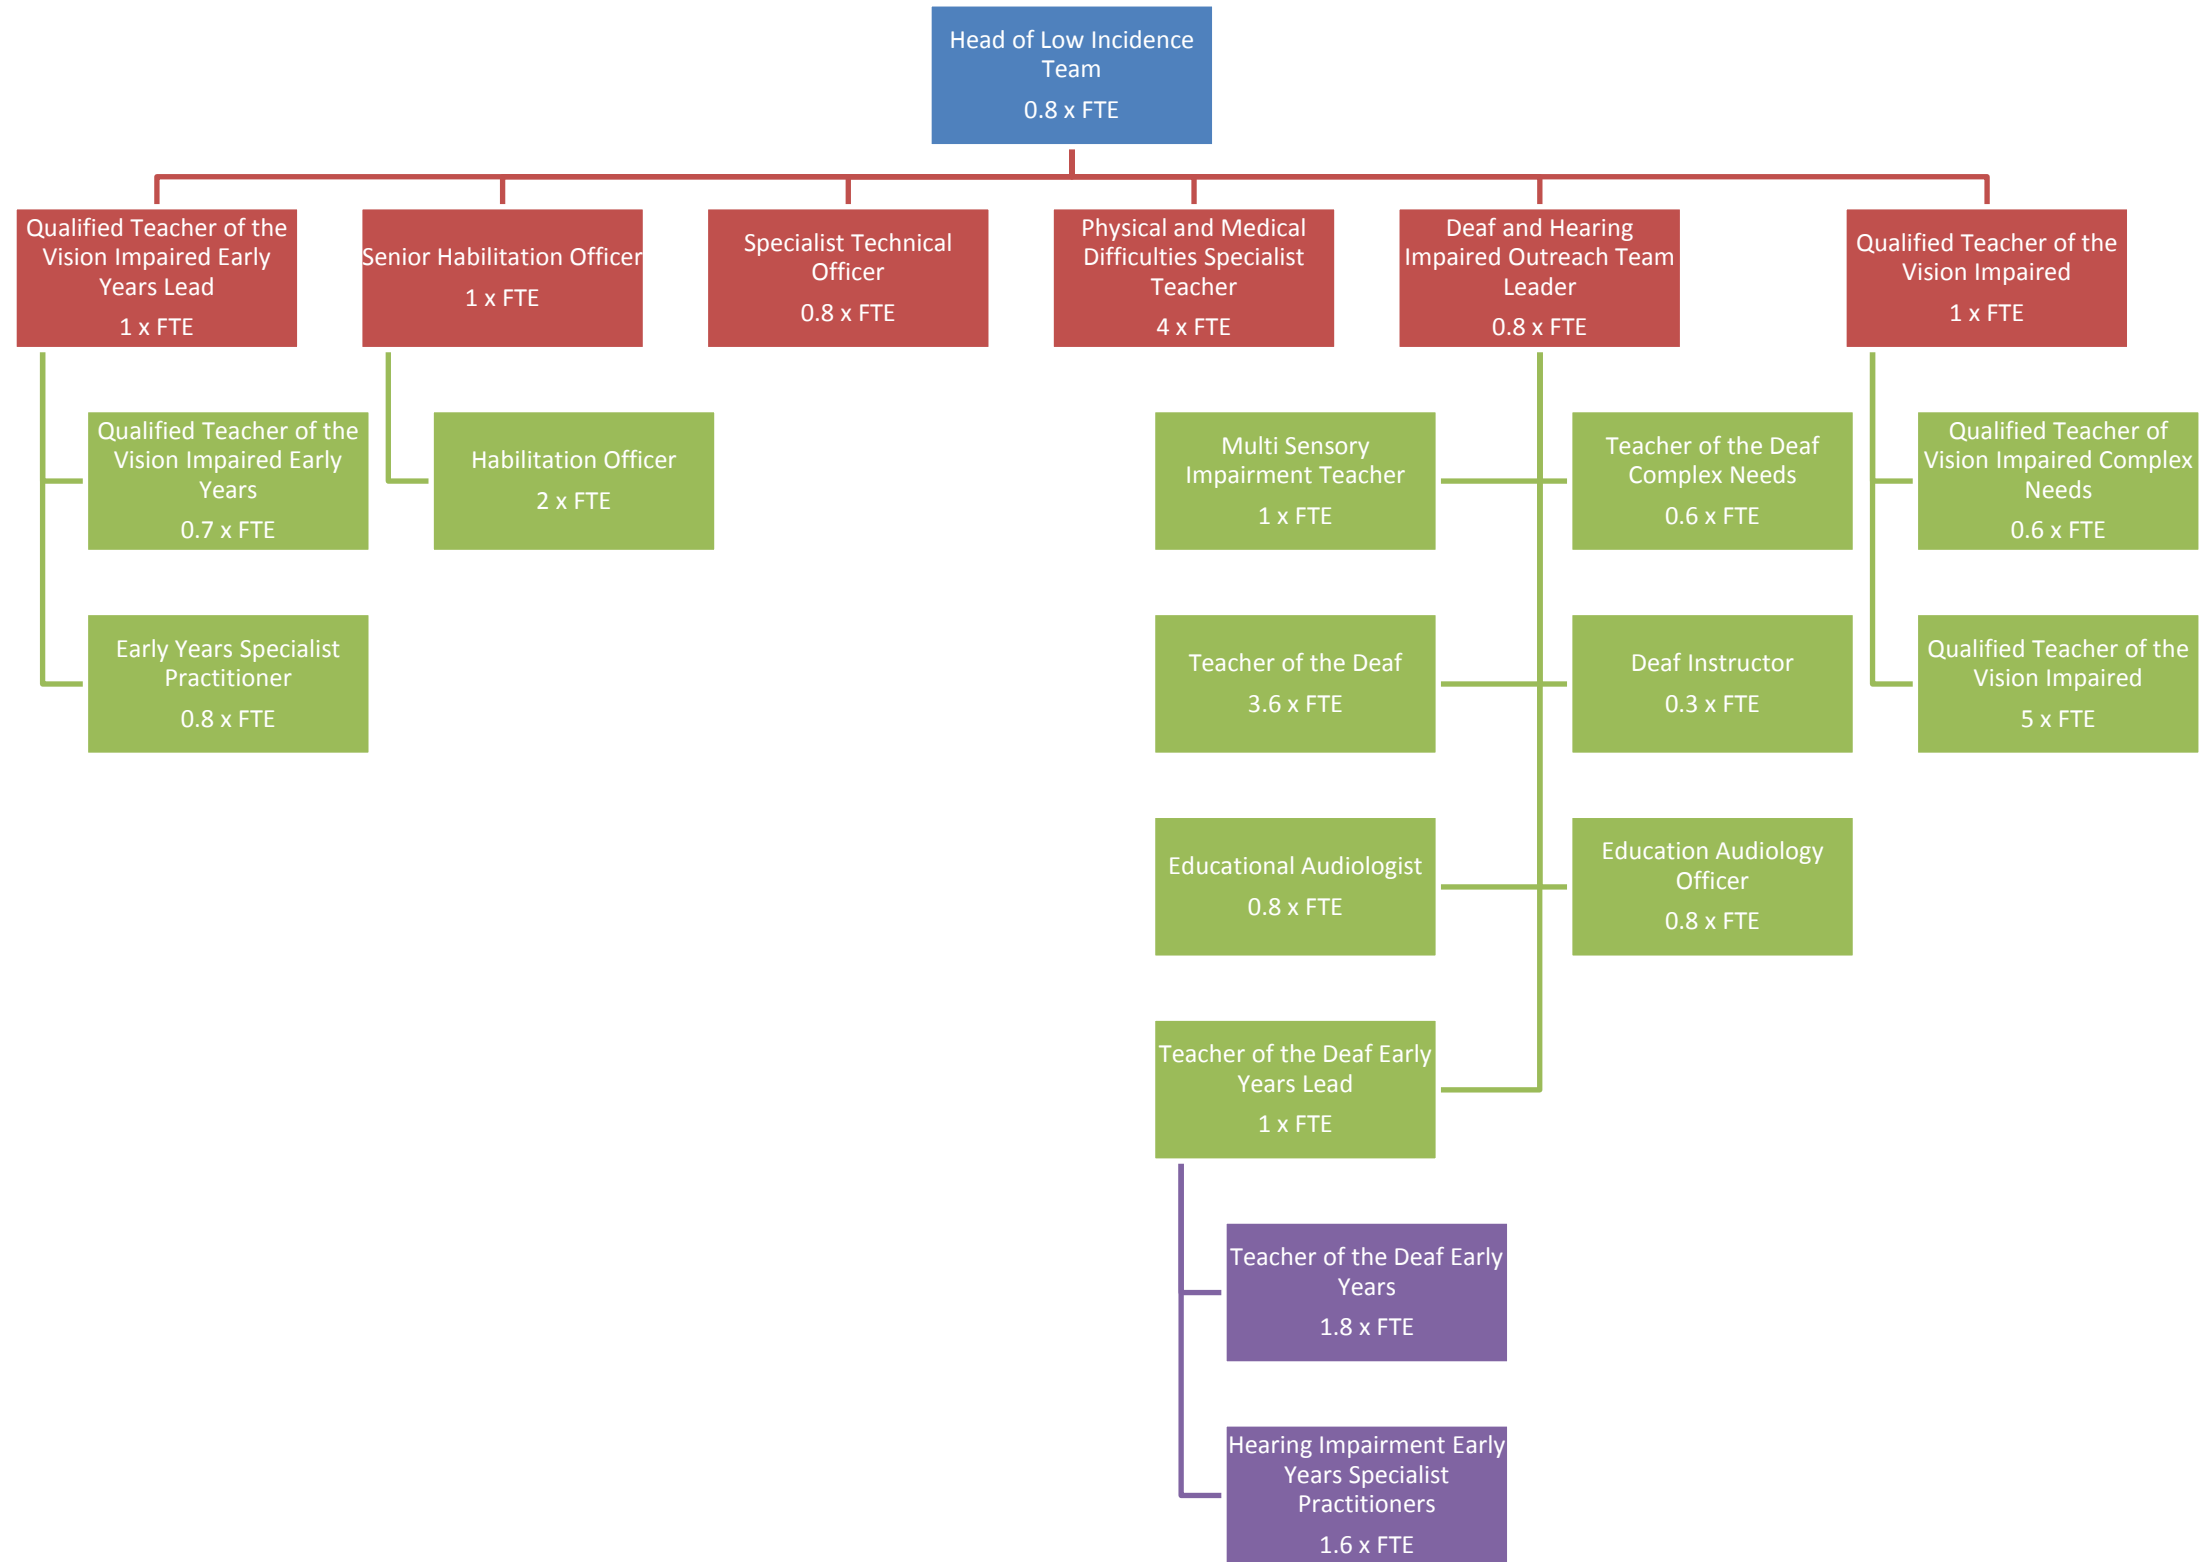 Head of Low Incidence
Team
0.8 x FTE
Qualified Teacher of the
Vision Impaired Early
Years Lead
1 x FTE
Senior Habilitation Officer
1 x FTE
Specialist Technical
Officer
0.8 x FTE
Physical and Medical
Difficulties Specialist
Teacher
4 x FTE
Deaf and Hearing
Impaired Outreach Team
Leader
0.8 x FTE
Qualified Teacher of the
Vision Impaired
1 x FTE
Qualified Teacher of the
Vision Impaired Early
Years
0.7 x FTE
Habilitation Officer
2 x FTE
Multi Sensory
Impairment Teacher
1 x FTE
Teacher of the Deaf
Complex Needs
0.6 x FTE
Qualified Teacher of
Vision Impaired Complex
Needs
0.6 x FTE
Early Years Specialist
Practitioner
0.8 x FTE
Teacher of the Deaf
3.6 x FTE
Deaf Instructor
0.3 x FTE
Qualified Teacher of the
Vision Impaired
5 x FTE
Educational Audiologist
0.8 x FTE
Education Audiology
Officer
0.8 x FTE
Teacher of the Deaf Early
Years Lead
1 x FTE
Teacher of the Deaf Early
Years
1.8 x FTE
Hearing Impairment Early
Years Specialist
Practitioners
1.6 x FTE